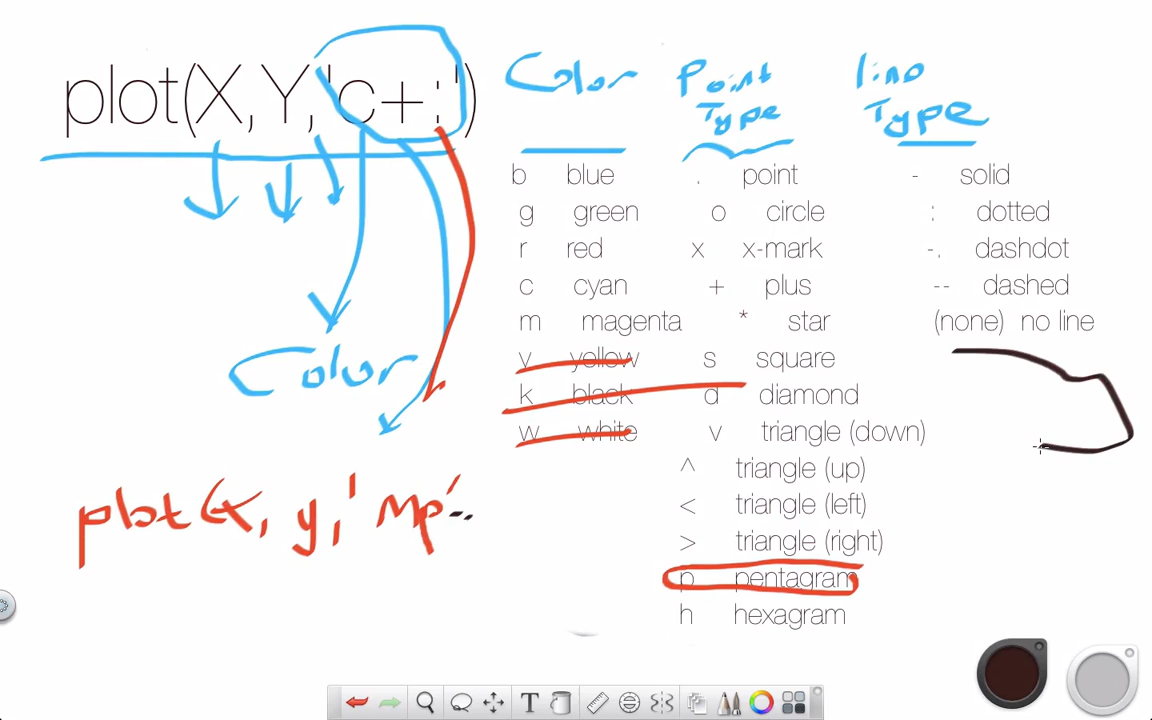 plot(X,Y,'c+:')
Color
Point Type
line Type
b blue . point - solid
g green o circle : dotted
r red x x-mark -. dashdot
c cyan + plus -- dashed
m magenta * star (none) no line
y yellow s square
k black d diamond
w white v triangle (down)
^ triangle (up)
< triangle (left)
> triangle (right)
p pentagram
h hexagram
Color
plot(x, y,'mp'-.
T